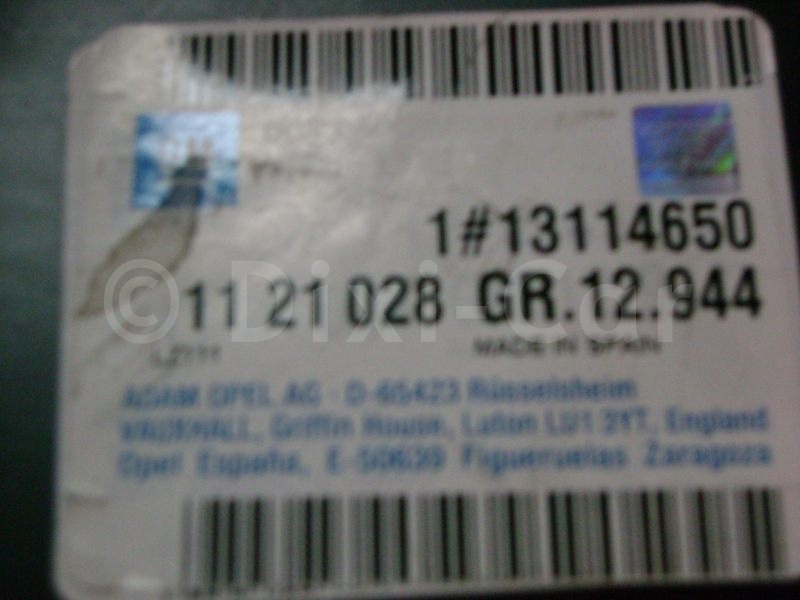 1#13114650
11 21 028 GR.12.944
© Dixi-Car
MADE IN SPAIN
ADAM OPEL AG - D-65423 Rüsselsheim
VAUXHALL, Griffin House, Luton LU1 3YT, England
Opel España, E-50639 Figueruelas Zaragoza